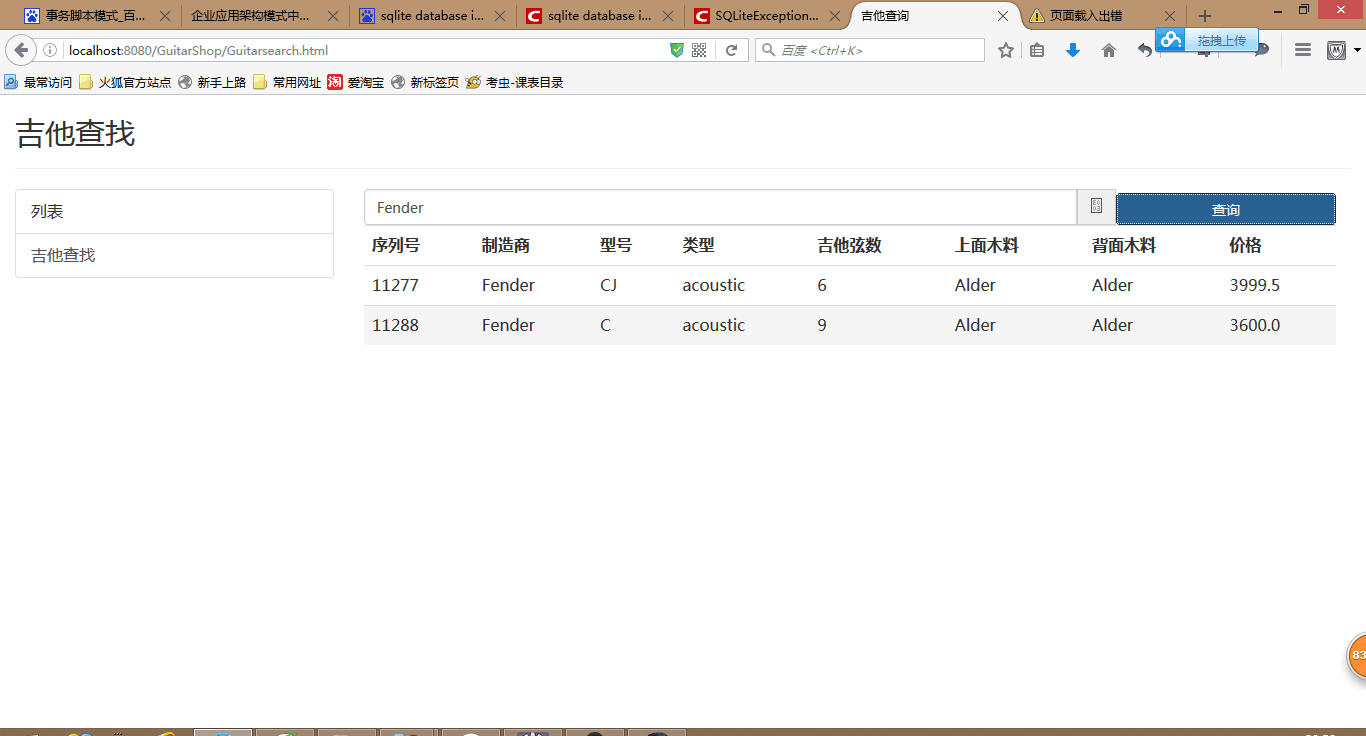 事务脚本模式_百...
企业应用架构模式中...
sqlite database i...
sqlite database i...
SQLiteException...
吉他查询
页面载入出错
localhost:8080/GuitarShop/Guitarsearch.html
百度 <Ctrl+K>
拖拽上传
最常访问
火狐官方站点
新手上路
常用网址
淘
爱淘宝
新标签页
考虫-课表目录
吉他查找
列表
吉他查找
Fender
查询
序列号 制造商 型号 类型 吉他弦数 上面木料 背面木料 价格
11277 Fender CJ acoustic 6 Alder Alder 3999.5
11288 Fender C acoustic 9 Alder Alder 3600.0
83